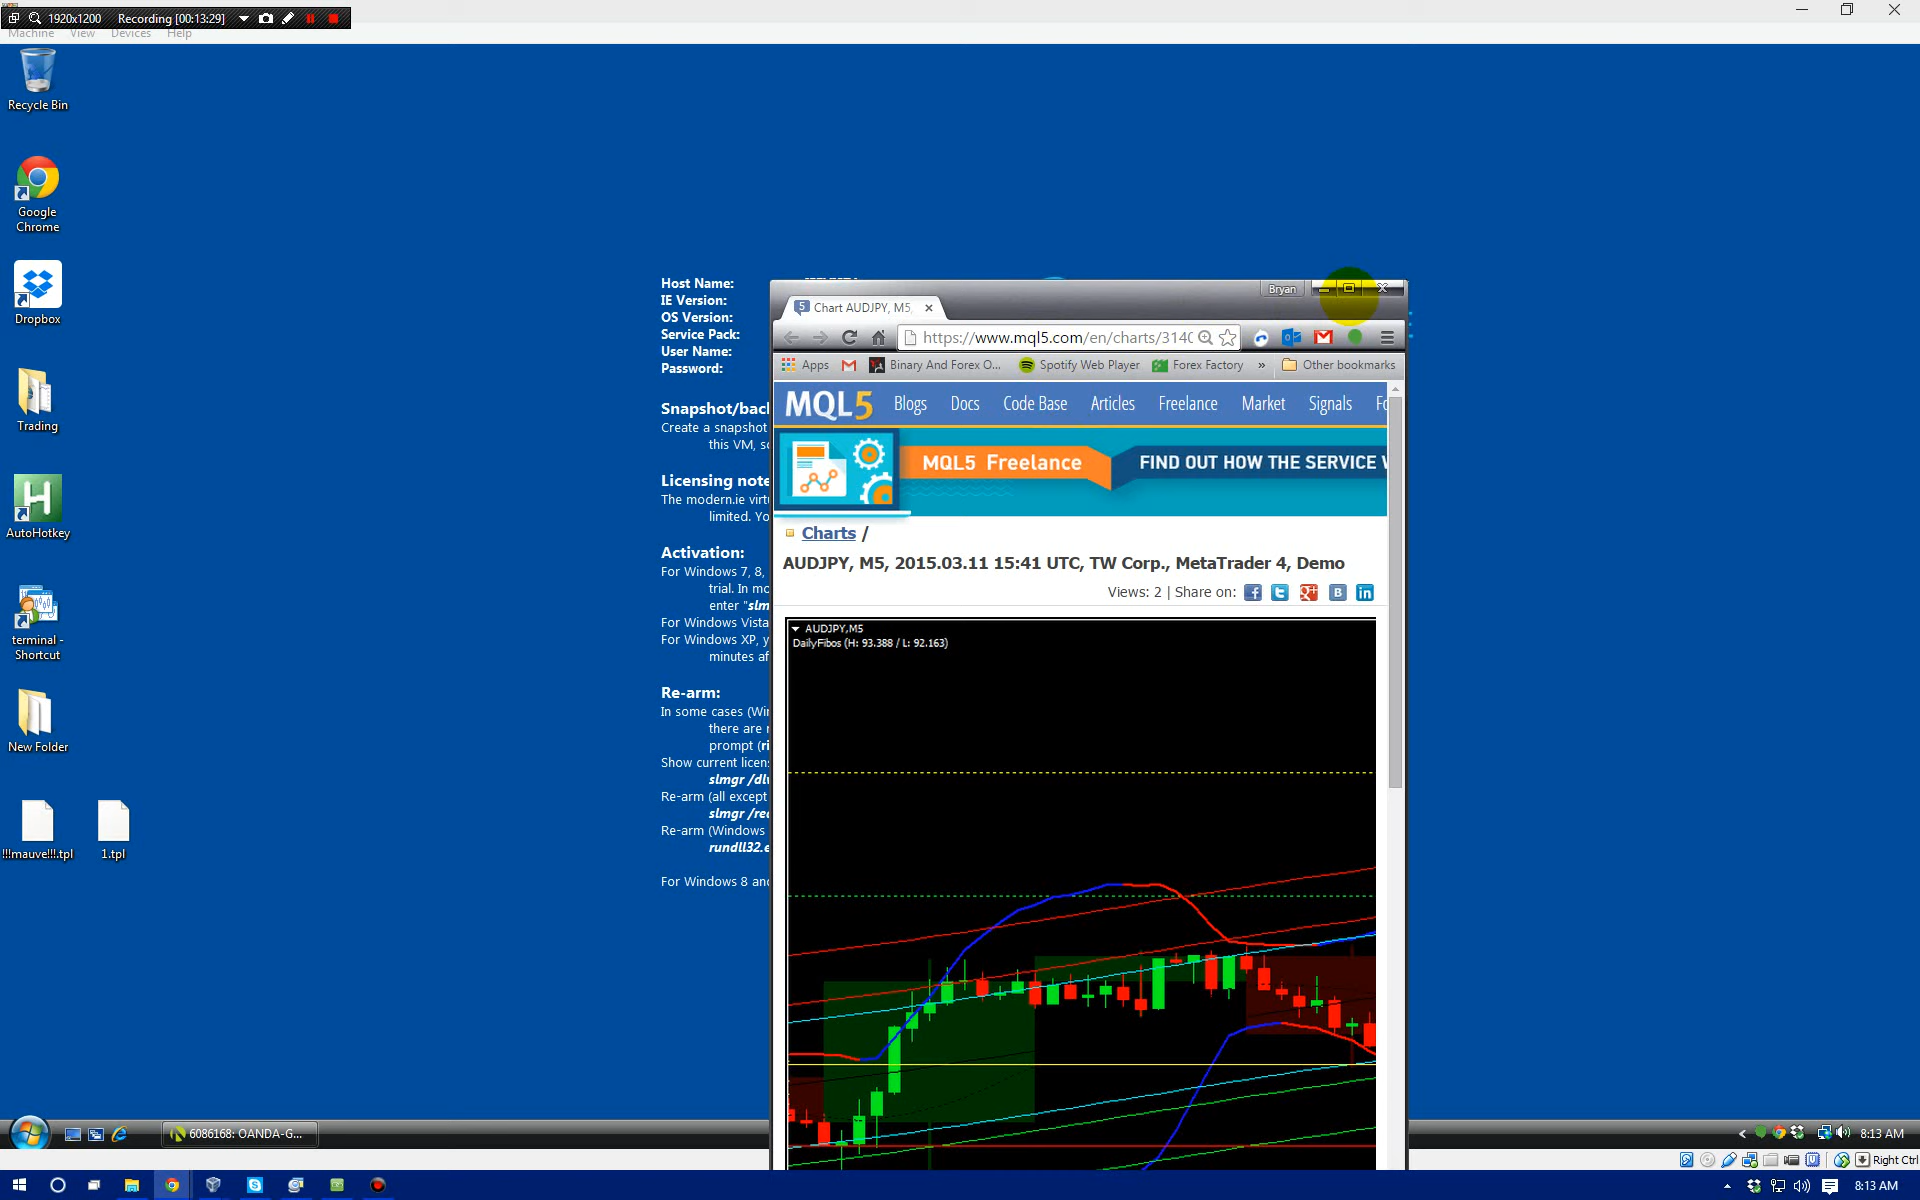 1920x1200 Recording [00:13:29]
Machine View Devices Help
Recycle Bin
Google
Chrome
Dropbox
Trading
AutoHotkey
terminal -
Shortcut
New Folder
!!!mauve!!!.tpl 1.tpl
Host Name:
IE Version:
OS Version:
Service Pack:
User Name:
Password:
Snapshot/bac
Create a snapshot
this VM, so
Licensing note
The modern.ie virt
limited. Yo
Activation:
For Windows 7, 8,
trial. In mo
enter "slm
For Windows Vista
For Windows XP, y
minutes af
Re-arm:
In some cases (Win
there are r
prompt (ri
Show current licen
slmgr /dl
Re-arm (all except
slmgr /rea
Re-arm (Windows
rundll32.e
For Windows 8 and
Bryan
Chart AUDJPY, M5,
https://www.mql5.com/en/charts/3140
Apps Binary And Forex O... Spotify Web Player Forex Factory » Other bookmarks
MQL5 Blogs Docs Code Base Articles Freelance Market Signals Fo
MQL5 Freelance FIND OUT HOW THE SERVICE W
Charts /
AUDJPY, M5, 2015.03.11 15:41 UTC, TW Corp., MetaTrader 4, Demo
Views: 2 | Share on:
AUDJPY,M5
DailyFibos (H: 93.388 / L: 92.163)
6086168: OANDA-G...
8:13 AM
Right Ctrl
8:13 AM